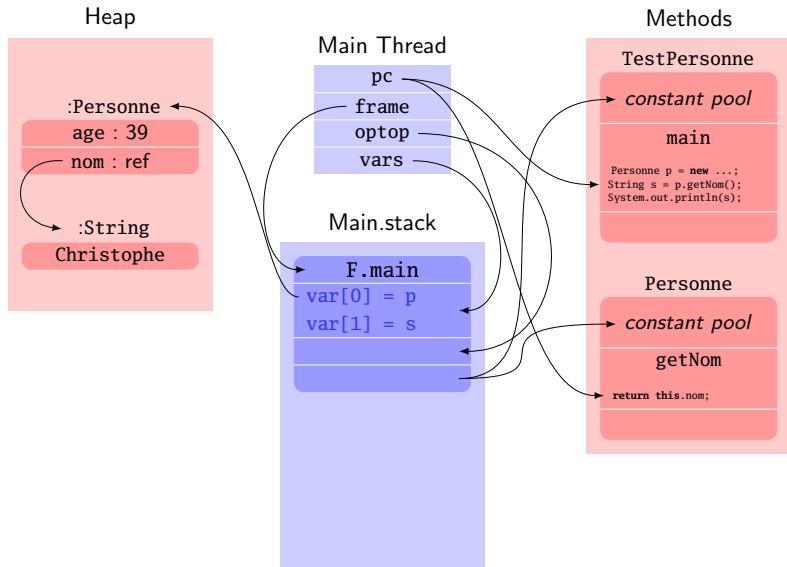 Heap
:Personne
age : 39
nom : ref
:String
Christophe
Main Thread
pc
frame
optop
vars
Main.stack
F.main
var[0] = p
var[1] = s
Methods
TestPersonne
constant pool
main
Personne p = new ...;
String s = p.getNom();
System.out.println(s);
Personne
constant pool
getNom
return this.nom;